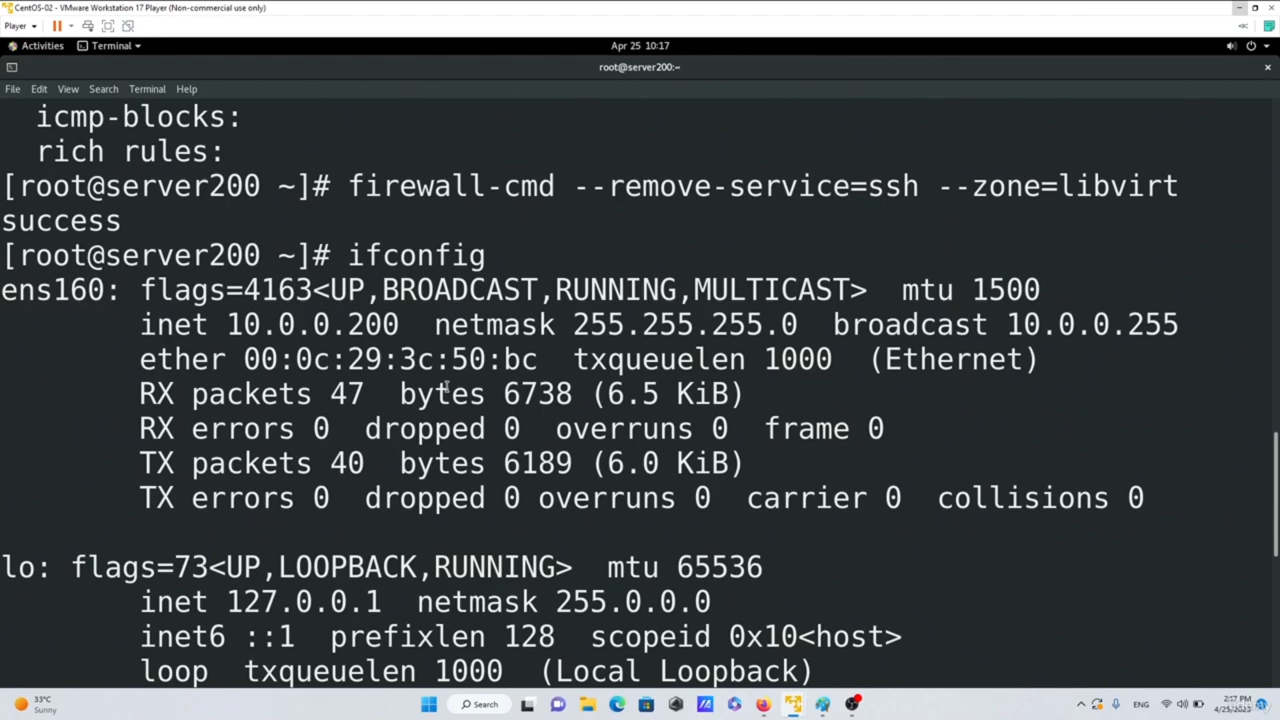 CentOS-02 - VMware Workstation 17 Player (Non-commercial use only)
Player
Activities Terminal Apr 25 10:17
root@server200:~
File Edit View Search Terminal Help
icmp-blocks:
rich rules:
[root@server200 ~]# firewall-cmd --remove-service=ssh --zone=libvirt
success
[root@server200 ~]# ifconfig
ens160: flags=4163<UP,BROADCAST,RUNNING,MULTICAST> mtu 1500
inet 10.0.0.200 netmask 255.255.255.0 broadcast 10.0.0.255
ether 00:0c:29:3c:50:bc txqueuelen 1000 (Ethernet)
RX packets 47 bytes 6738 (6.5 KiB)
RX errors 0 dropped 0 overruns 0 frame 0
TX packets 40 bytes 6189 (6.0 KiB)
TX errors 0 dropped 0 overruns 0 carrier 0 collisions 0
lo: flags=73<UP,LOOPBACK,RUNNING> mtu 65536
inet 127.0.0.1 netmask 255.0.0.0
inet6 ::1 prefixlen 128 scopeid 0x10<host>
loop txqueuelen 1000 (Local Loopback)
33°C
Sunny
Search
ENG
2:17 PM
4/25/2023